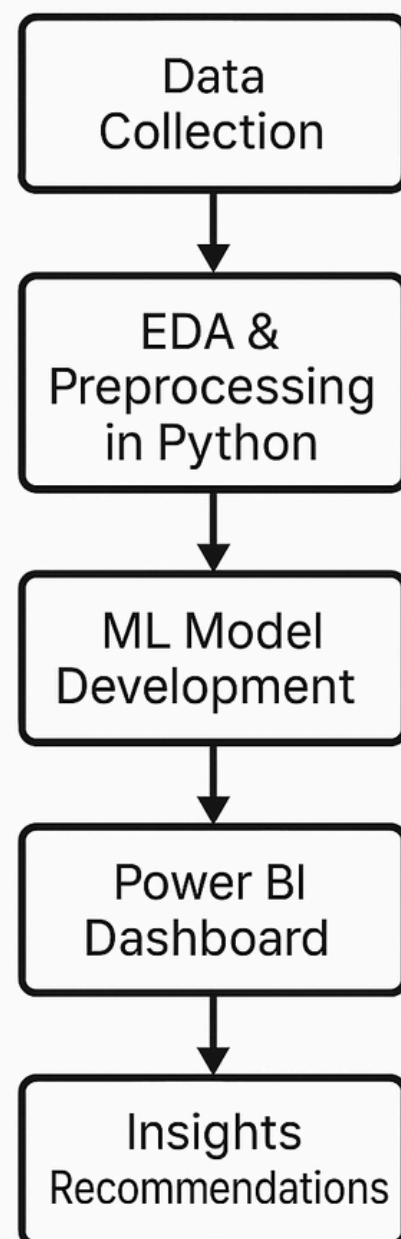 Data
Collection
EDA &
Preprocessing
in Python
ML Model
Development
Power BI
Dashboard
Insights
Recommendations